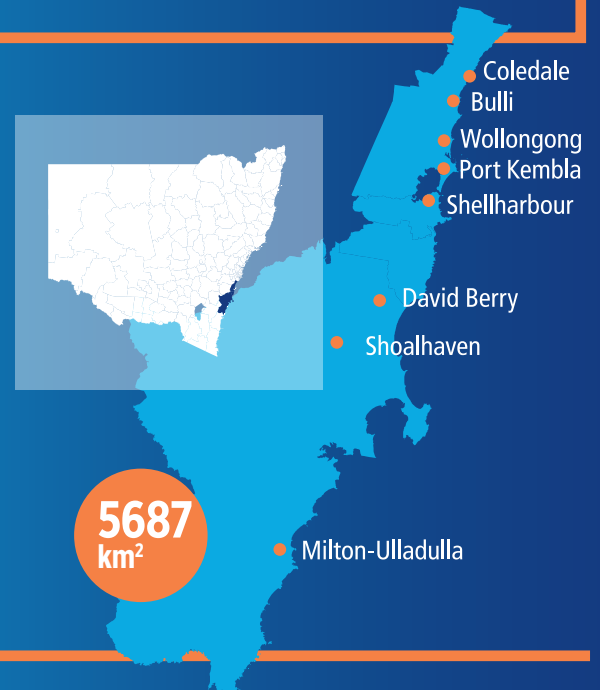 Coledale
Bulli
Wollongong
Port Kembla
Shellharbour
David Berry
Shoalhaven
5687
km²
Milton-Ulladulla